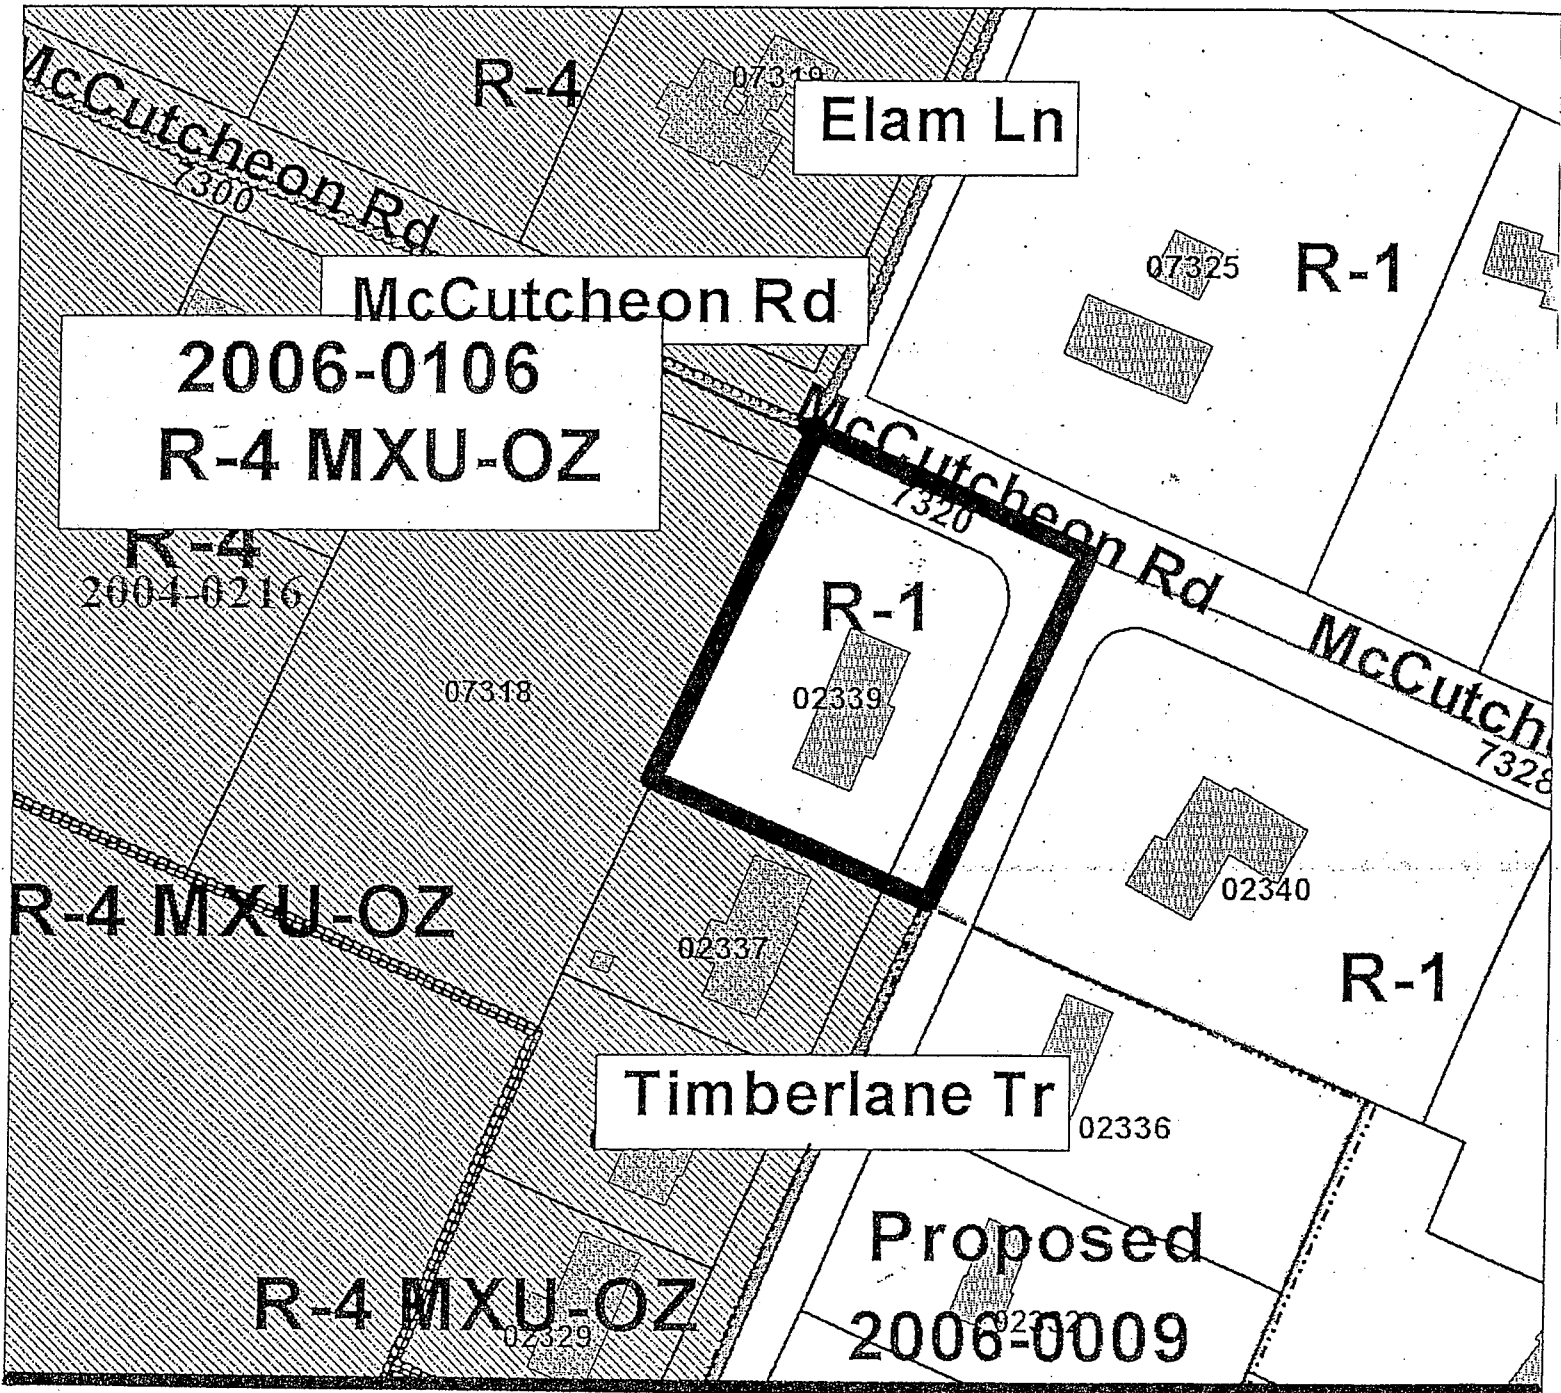 R-4
07319
Elam Ln
McCutcheon Rd
7300
07325
R-1
McCutcheon Rd
2006-0106
R-4 MXU-OZ
McCutcheon Rd
7320
R-4
2004-0216
R-1
McCutch
7328
07318
02339
02340
R-4 MXU-OZ
02337
R-1
Timberlane Tr
02336
Proposed
R-4 MXU-OZ
02329
2006-0009